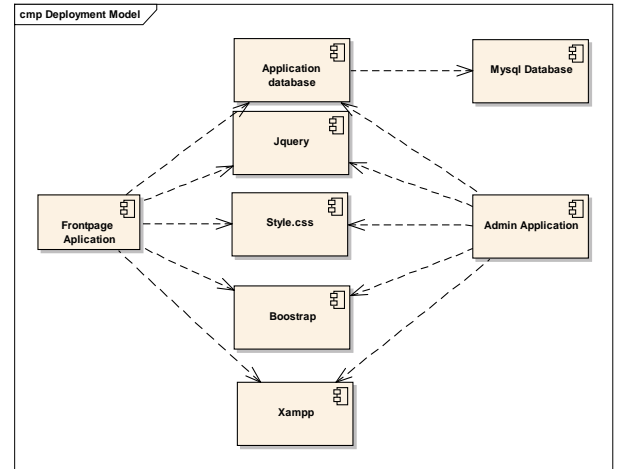 cmp Deployment Model
Application
database
Mysql Database
Jquery
Frontpage
Aplication
Style.css
Admin Application
Boostrap
Xampp